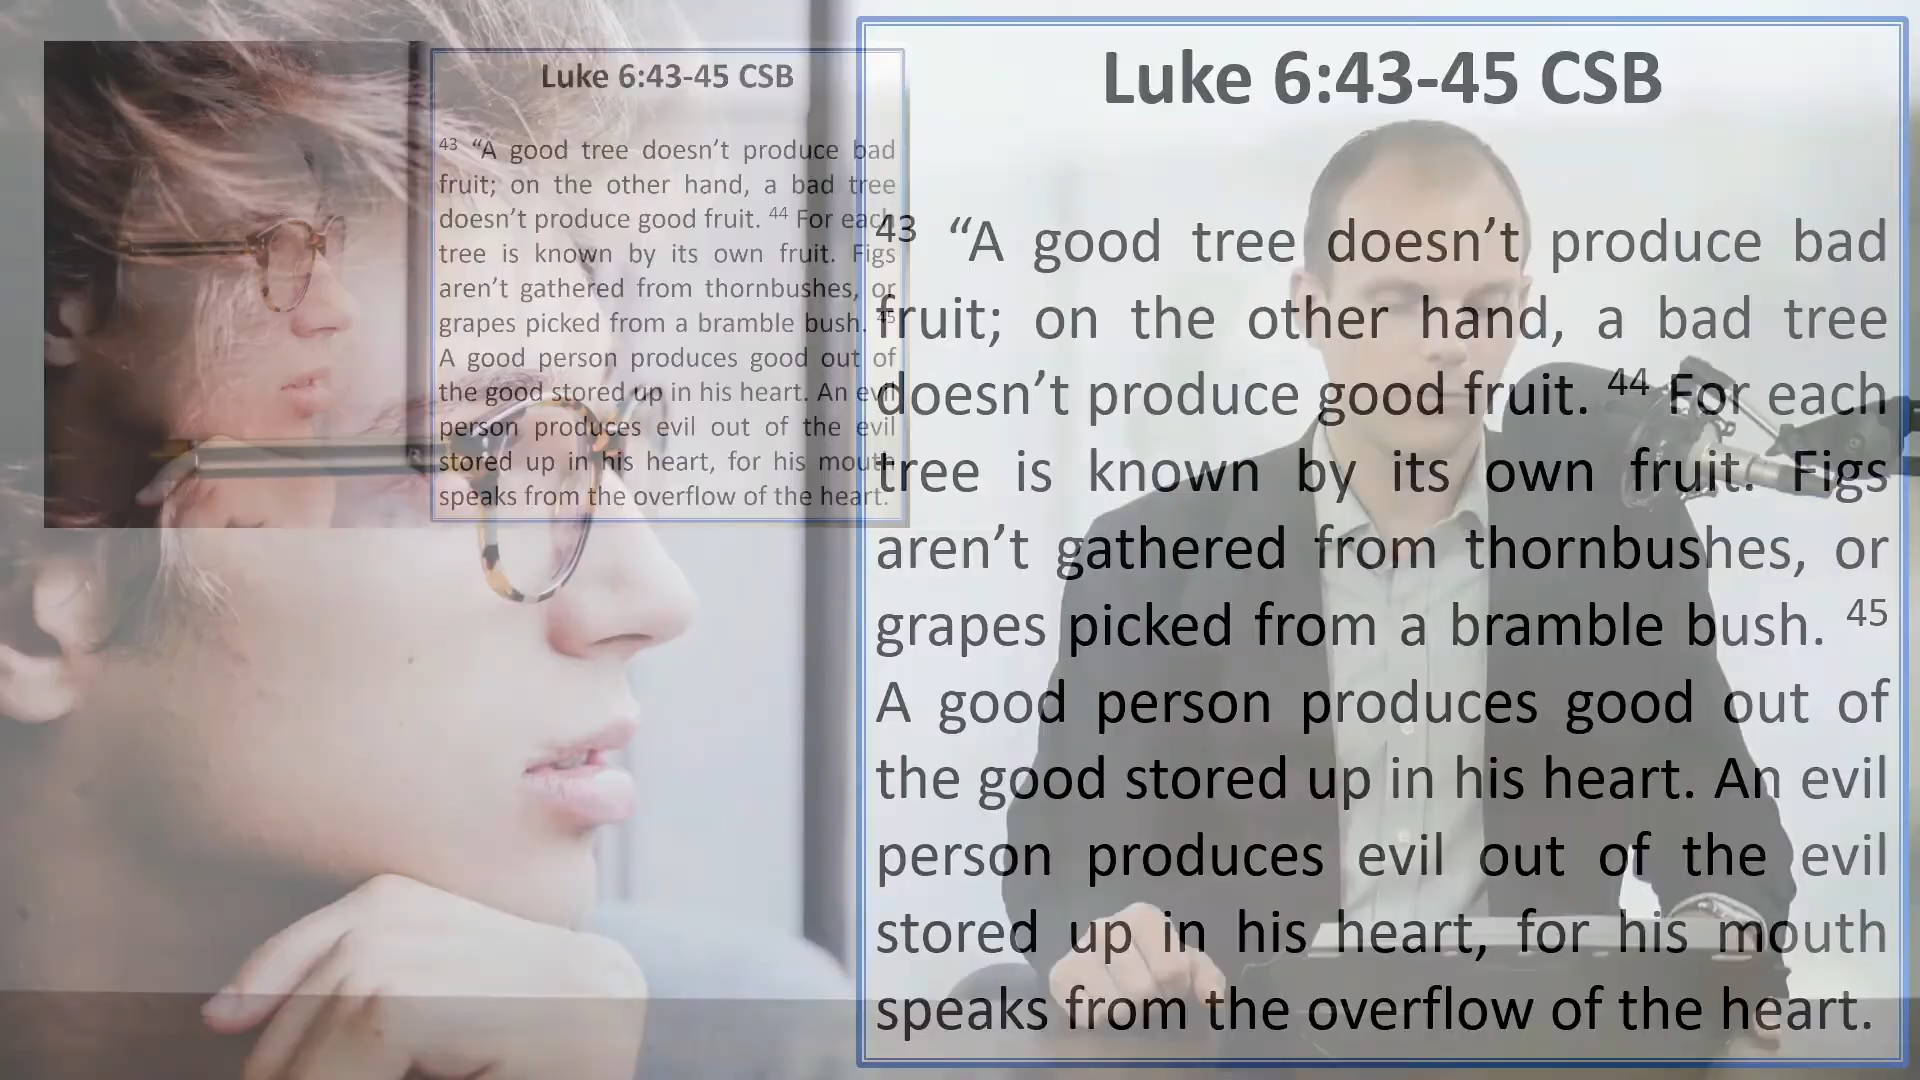 Luke 6:43-45 CSB
43 “A good tree doesn’t produce bad
fruit; on the other hand, a bad tree
doesn’t produce good fruit. 44 For each
tree is known by its own fruit. Figs
aren’t gathered from thornbushes, or
grapes picked from a bramble bush. 45
A good person produces good out of
the good stored up in his heart. An evil
person produces evil out of the evil
stored up in his heart, for his mouth
speaks from the overflow of the heart.
Luke 6:43-45 CSB
43 “A good tree doesn’t produce bad
fruit; on the other hand, a bad tree
doesn’t produce good fruit. 44 For each
tree is known by its own fruit. Figs
aren’t gathered from thornbushes, or
grapes picked from a bramble bush. 45
A good person produces good out of
the good stored up in his heart. An evil
person produces evil out of the evil
stored up in his heart, for his mouth
speaks from the overflow of the heart.